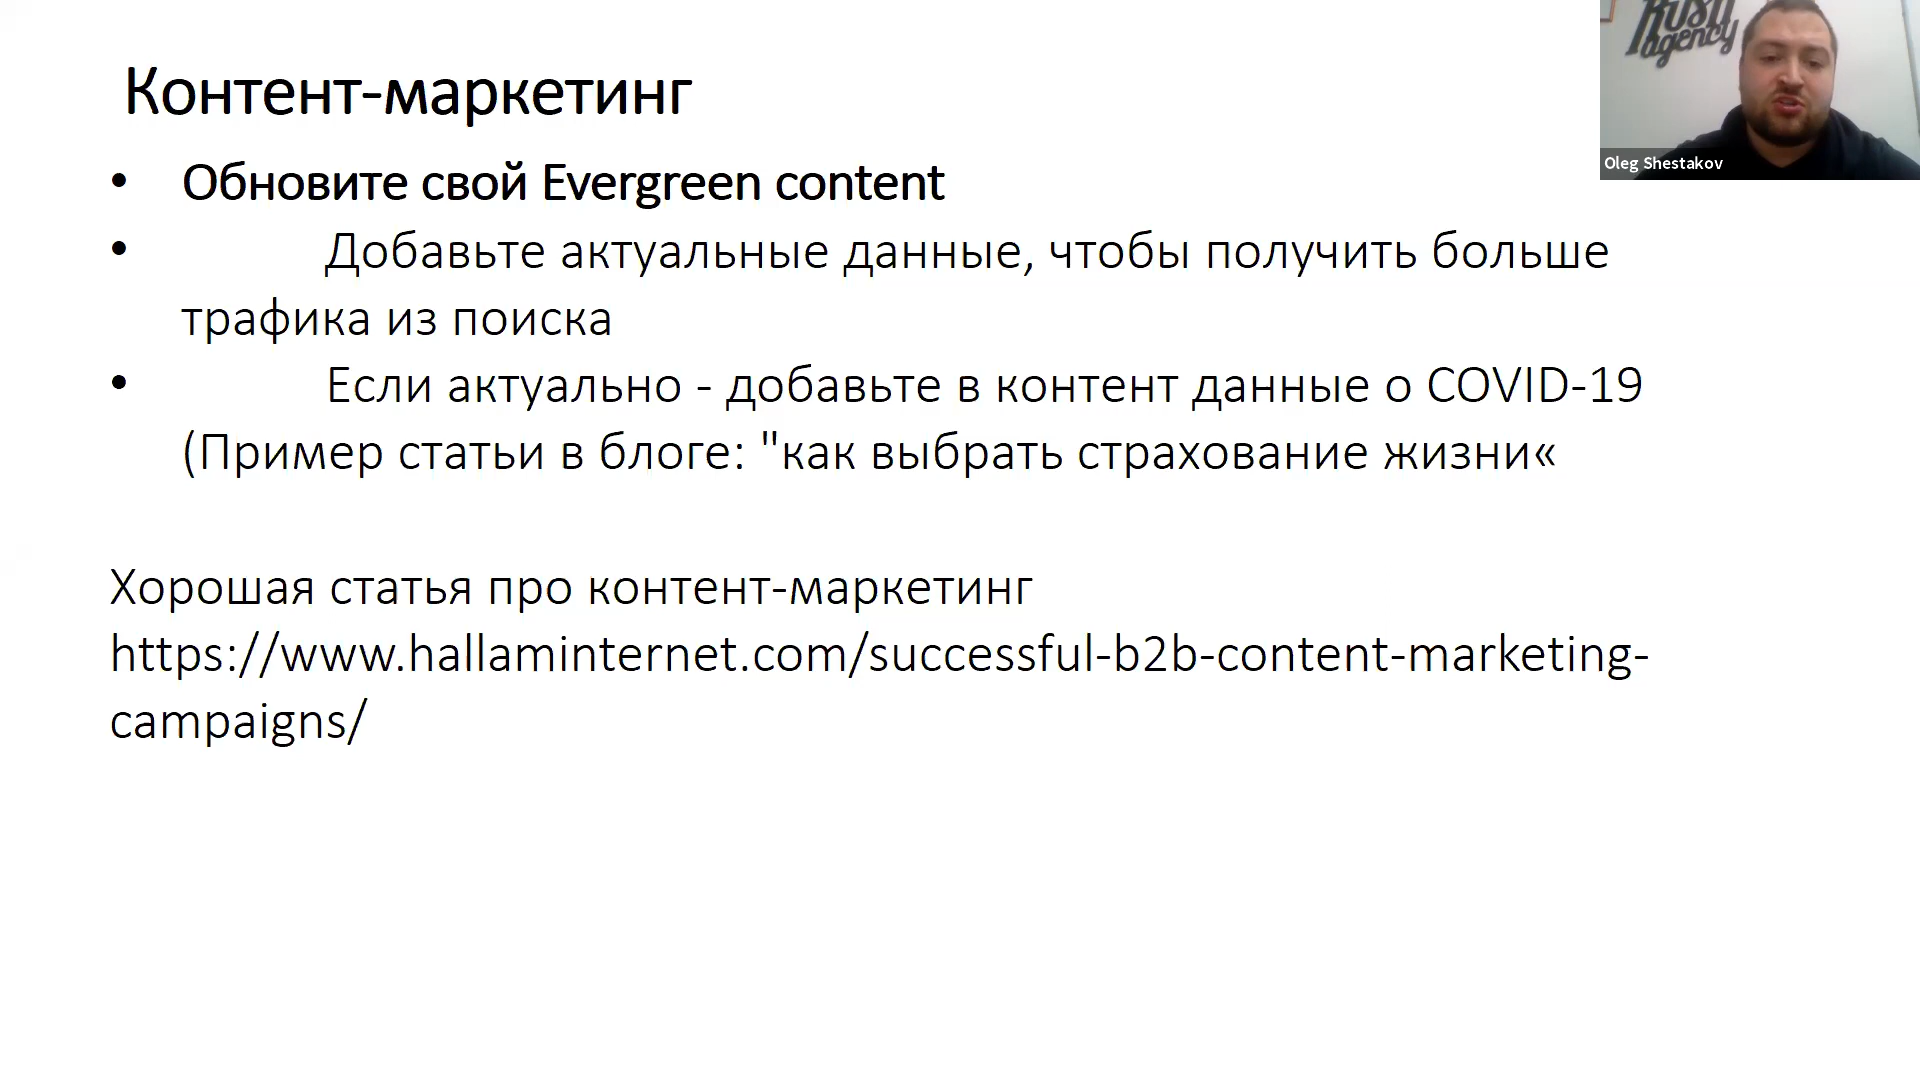 Контент-маркетинг
• Обновите свой Evergreen content
• Добавьте актуальные данные, чтобы получить больше
трафика из поиска
• Если актуально - добавьте в контент данные о COVID-19
(Пример статьи в блоге: "как выбрать страхование жизни«
Хорошая статья про контент-маркетинг
https://www.hallaminternet.com/successful-b2b-content-marketing-
campaigns/
Rush
agency
Oleg Shestakov